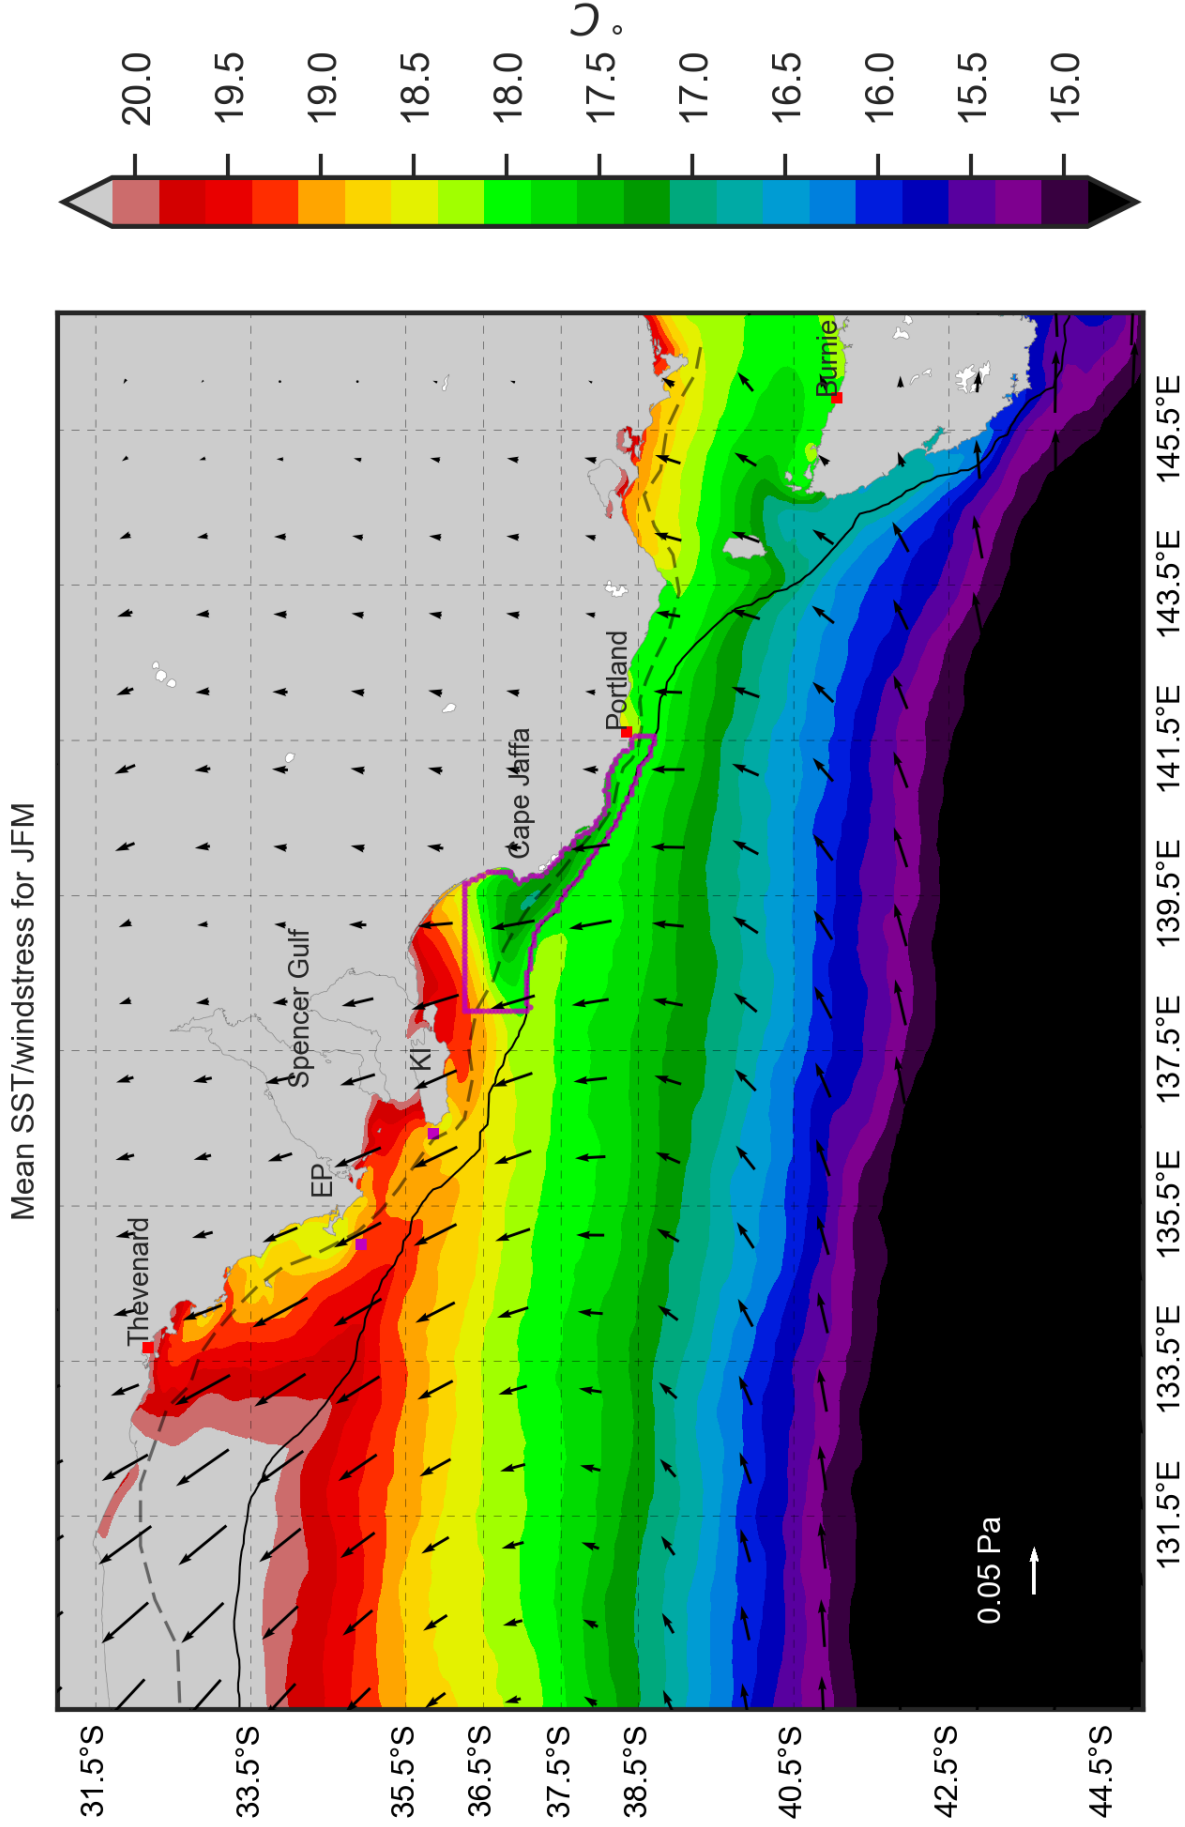 Mean SST/windstress for JFM
31.5°S
33.5°S
35.5°S
36.5°S
37.5°S
38.5°S
40.5°S
42.5°S
44.5°S
Thevenard
EP
Spencer Gulf
KI
Cape Jaffa
Portland
Burnie
0.05 Pa
131.5°E
133.5°E
135.5°E
137.5°E
139.5°E
141.5°E
143.5°E
145.5°E
20.0
19.5
19.0
18.5
18.0
17.5
17.0
16.5
16.0
15.5
15.0
°C